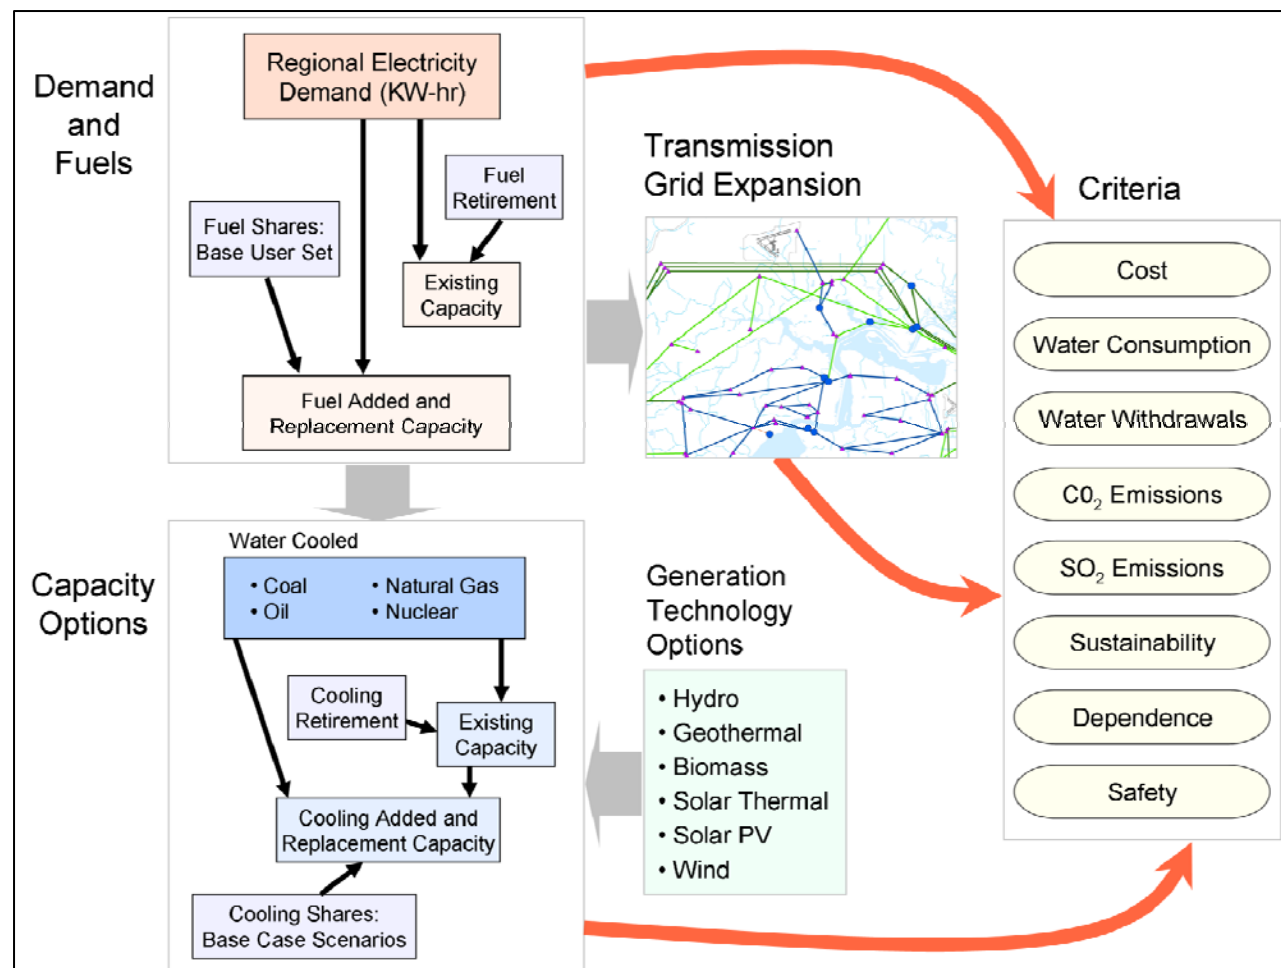 Demand
and
Fuels
Regional Electricity
Demand (KW-hr)
Fuel
Retirement
Fuel Shares:
Base User Set
Existing
Capacity
Fuel Added and
Replacement Capacity
Transmission
Grid Expansion
Criteria
Cost
Water Consumption
Water Withdrawals
C0₂ Emissions
SO₂ Emissions
Sustainability
Dependence
Safety
Capacity
Options
Water Cooled
• Coal
• Oil
• Natural Gas
• Nuclear
Cooling
Retirement
Existing
Capacity
Cooling Added and
Replacement Capacity
Cooling Shares:
Base Case Scenarios
Generation
Technology
Options
• Hydro
• Geothermal
• Biomass
• Solar Thermal
• Solar PV
• Wind